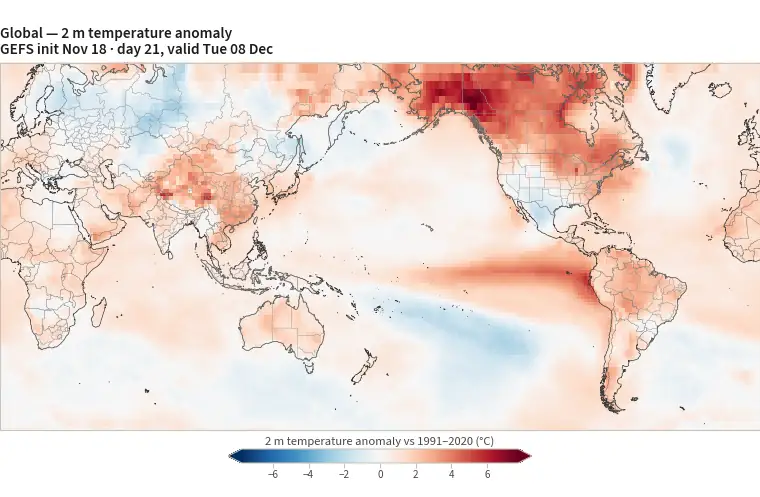 Global — 2 m temperature anomaly
GEFS init Nov 18 · day 21, valid Tue 08 Dec
2 m temperature anomaly vs 1991–2020 (°C)
−6 −4 −2 0 2 4 6